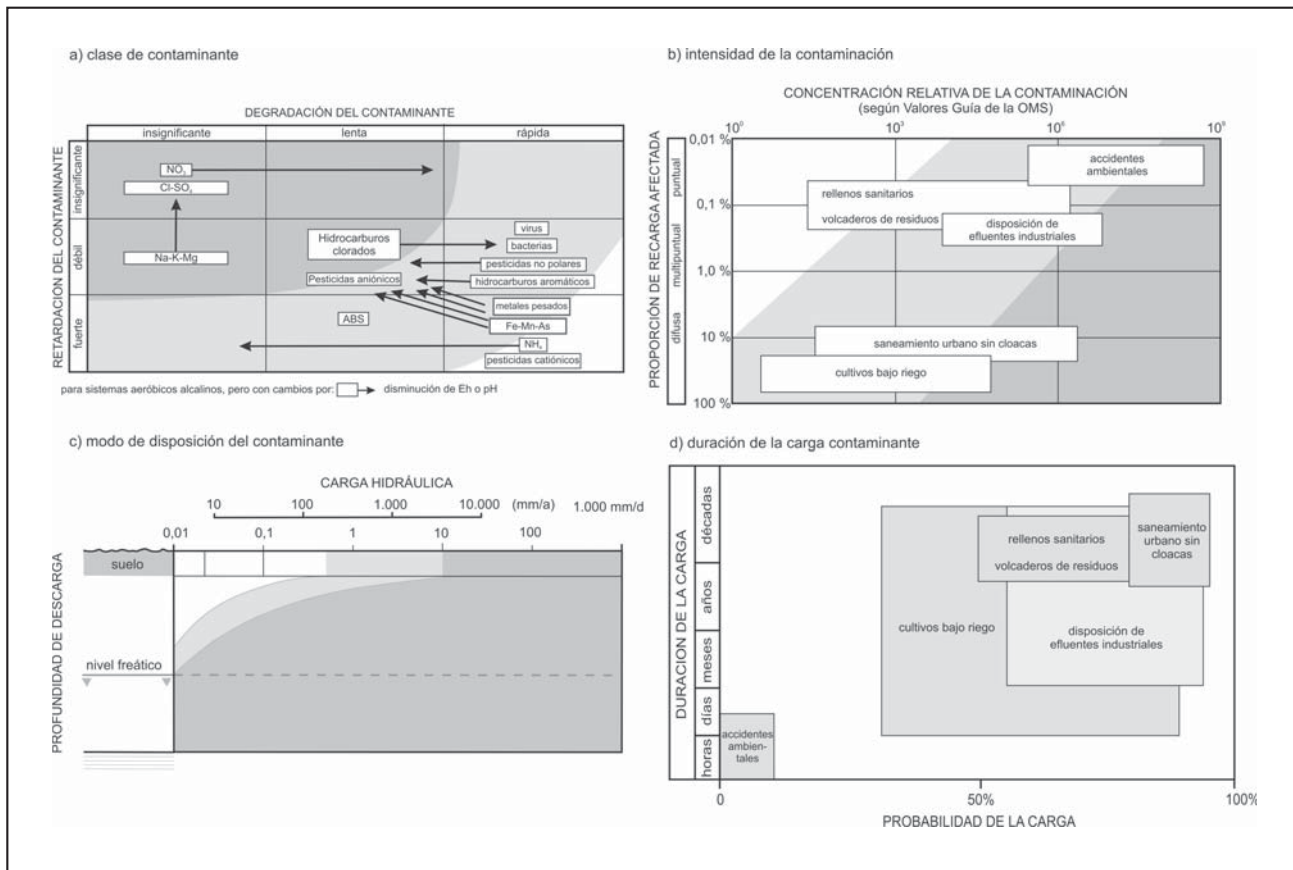 a) clase de contaminante
DEGRADACIÓN DEL CONTAMINANTE
insignificante
lenta
rápida
RETARDACION DEL CONTAMINANTE
insignificante
débil
fuerte
NO₃
Cl-SO₄
Na-K-Mg
Hidrocarburos
clorados
Pesticidas aniónicos
ABS
virus
bacterias
pesticidas no polares
hidrocarburos aromáticos
metales pesados
Fe-Mn-As
NH₄
pesticidas catiónicos
para sistemas aeróbicos alcalinos, pero con cambios por:
disminución de Eh o pH
b) intensidad de la contaminación
CONCENTRACIÓN RELATIVA DE LA CONTAMINACIÓN
(según Valores Guía de la OMS)
10⁰
10³
10⁶
PROPORCIÓN DE RECARGA AFECTADA
puntual
multipuntual
difusa
0,01 %
0,1 %
1,0 %
10 %
100 %
accidentes
ambientales
rellenos sanitarios
volcaderos de residuos
disposición de
efluentes industriales
saneamiento urbano sin cloacas
cultivos bajo riego
c) modo de disposición del contaminante
CARGA HIDRÁULICA
10
100
1.000
10.000
(mm/a)
1.000 mm/d
0,01
0,1
1
10
100
PROFUNDIDAD DE DESCARGA
suelo
nivel freático
d) duración de la carga contaminante
DURACION DE LA CARGA
décadas
años
meses
días
horas
saneamiento
urbano sin
cloacas
rellenos sanitarios
volcaderos de residuos
cultivos bajo riego
disposición de
efluentes industriales
accidentes
ambien-
tales
0
50%
100%
PROBABILIDAD DE LA CARGA